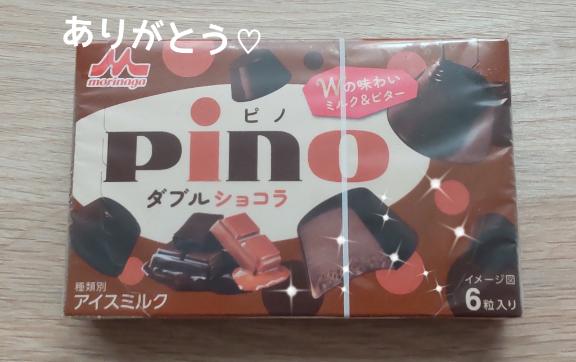 ありがとう♡
morinaga
Wの味わい
ミルク&ビター
ピノ
pino
ダブルショコラ
種類別
アイスミルク
イメージ図
6粒入り